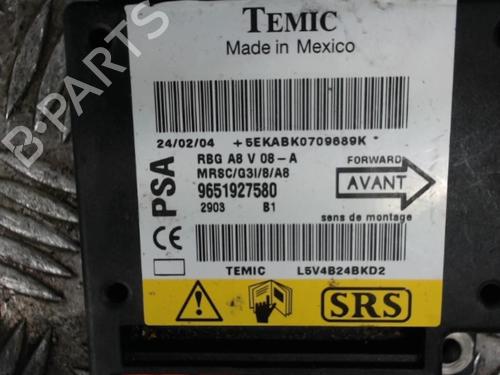 TEMIC
Made in Mexico
24/02/04 +5EKABK0709689K*
RBG A8 V 08-A
MRSC/G3I/8/A8
9651927580
2903 B1
PSA
CE
FORWARD
AVANT
sens de montage
TEMIC L5V4B24BKD2
SRS
B-PARTS